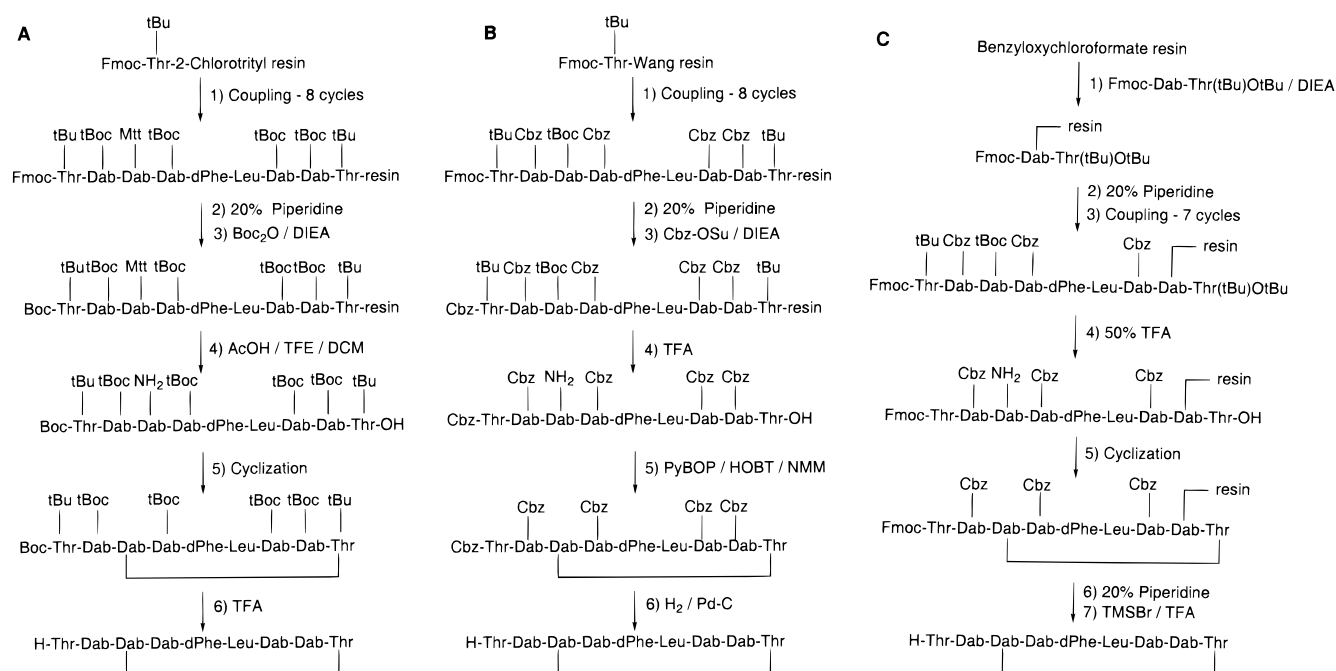 A
tBu
Fmoc-Thr-2-Chlorotrityl resin
1) Coupling - 8 cycles
tBu tBoc Mtt tBoc tBoc tBoc tBu
Fmoc-Thr-Dab-Dab-Dab-dPhe-Leu-Dab-Dab-Thr-resin
2) 20% Piperidine
3) Boc₂O / DIEA
tBu tBoc Mtt tBoc tBoc tBoc tBu
Boc-Thr-Dab-Dab-Dab-dPhe-Leu-Dab-Dab-Thr-resin
4) AcOH / TFE / DCM
tBu tBoc NH₂ tBoc tBoc tBoc tBu
Boc-Thr-Dab-Dab-Dab-dPhe-Leu-Dab-Dab-Thr-OH
5) Cyclization
tBu tBoc tBoc tBoc tBoc tBu
Boc-Thr-Dab-Dab-Dab-dPhe-Leu-Dab-Dab-Thr
6) TFA
H-Thr-Dab-Dab-Dab-dPhe-Leu-Dab-Dab-Thr
B
tBu
Fmoc-Thr-Wang resin
1) Coupling - 8 cycles
tBu Cbz tBoc Cbz Cbz Cbz tBu
Fmoc-Thr-Dab-Dab-Dab-dPhe-Leu-Dab-Dab-Thr-resin
2) 20% Piperidine
3) Cbz-OSu / DIEA
tBu Cbz tBoc Cbz Cbz Cbz tBu
Cbz-Thr-Dab-Dab-Dab-dPhe-Leu-Dab-Dab-Thr-resin
4) TFA
Cbz NH₂ Cbz Cbz Cbz
Cbz-Thr-Dab-Dab-Dab-dPhe-Leu-Dab-Dab-Thr-OH
5) PyBOP / HOBT / NMM
Cbz Cbz Cbz Cbz
Cbz-Thr-Dab-Dab-Dab-dPhe-Leu-Dab-Dab-Thr
6) H₂ / Pd-C
H-Thr-Dab-Dab-Dab-dPhe-Leu-Dab-Dab-Thr
C
Benzyloxychloroformate resin
1) Fmoc-Dab-Thr(tBu)OtBu / DIEA
resin
Fmoc-Dab-Thr(tBu)OtBu
2) 20% Piperidine
3) Coupling - 7 cycles
tBu Cbz tBoc Cbz Cbz resin
Fmoc-Thr-Dab-Dab-Dab-dPhe-Leu-Dab-Dab-Thr(tBu)OtBu
4) 50% TFA
Cbz NH₂ Cbz Cbz resin
Fmoc-Thr-Dab-Dab-Dab-dPhe-Leu-Dab-Dab-Thr-OH
5) Cyclization
Cbz Cbz Cbz resin
Fmoc-Thr-Dab-Dab-Dab-dPhe-Leu-Dab-Dab-Thr
6) 20% Piperidine
7) TMSBr / TFA
H-Thr-Dab-Dab-Dab-dPhe-Leu-Dab-Dab-Thr